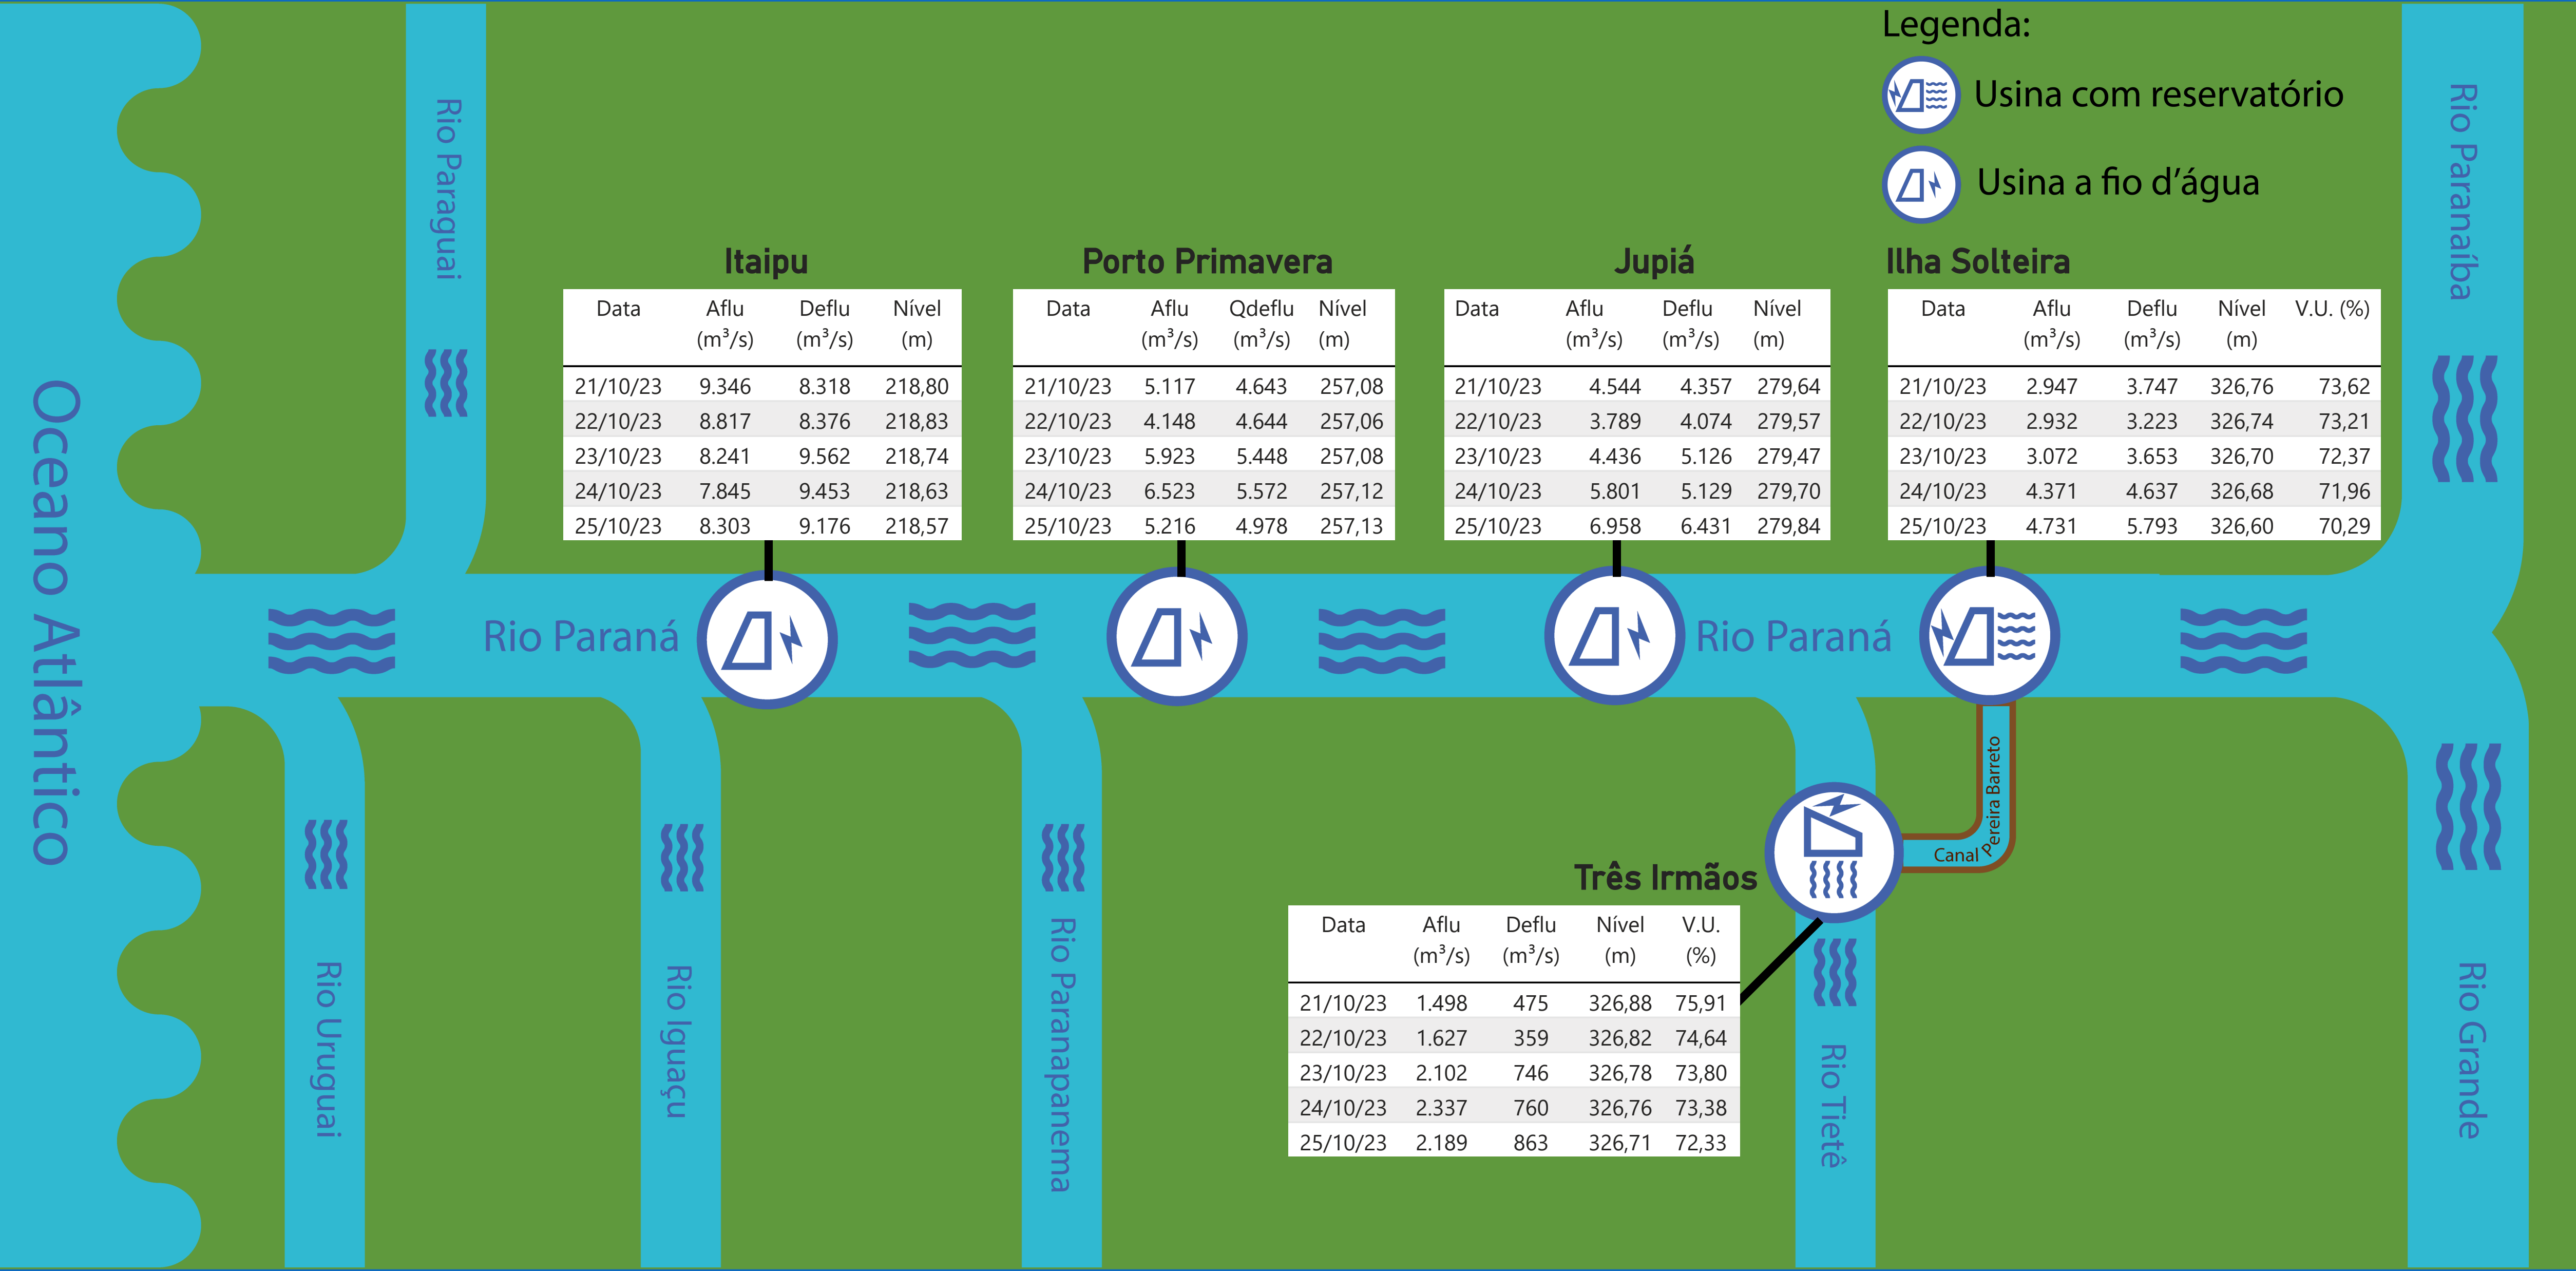 Legenda:
Usina com reservatório
Usina a fio d'água
Oceano Atlântico
Rio Paraguai
Rio Paranaíba
Itaipu
Data Aflu Deflu Nível
(m³/s) (m³/s) (m)
21/10/23 9.346 8.318 218,80
22/10/23 8.817 8.376 218,83
23/10/23 8.241 9.562 218,74
24/10/23 7.845 9.453 218,63
25/10/23 8.303 9.176 218,57
Porto Primavera
Data Aflu Qdeflu Nível
(m³/s) (m³/s) (m)
21/10/23 5.117 4.643 257,08
22/10/23 4.148 4.644 257,06
23/10/23 5.923 5.448 257,08
24/10/23 6.523 5.572 257,12
25/10/23 5.216 4.978 257,13
Jupiá
Data Aflu Deflu Nível
(m³/s) (m³/s) (m)
21/10/23 4.544 4.357 279,64
22/10/23 3.789 4.074 279,57
23/10/23 4.436 5.126 279,47
24/10/23 5.801 5.129 279,70
25/10/23 6.958 6.431 279,84
Ilha Solteira
Data Aflu Deflu Nível V.U. (%)
(m³/s) (m³/s) (m)
21/10/23 2.947 3.747 326,76 73,62
22/10/23 2.932 3.223 326,74 73,21
23/10/23 3.072 3.653 326,70 72,37
24/10/23 4.371 4.637 326,68 71,96
25/10/23 4.731 5.793 326,60 70,29
Rio Paraná
Rio Paraná
Canal Pereira Barreto
Três Irmãos
Data Aflu Deflu Nível V.U.
(m³/s) (m³/s) (m) (%)
21/10/23 1.498 475 326,88 75,91
22/10/23 1.627 359 326,82 74,64
23/10/23 2.102 746 326,78 73,80
24/10/23 2.337 760 326,76 73,38
25/10/23 2.189 863 326,71 72,33
Rio Uruguai
Rio Iguaçu
Rio Paranapanema
Rio Tietê
Rio Grande